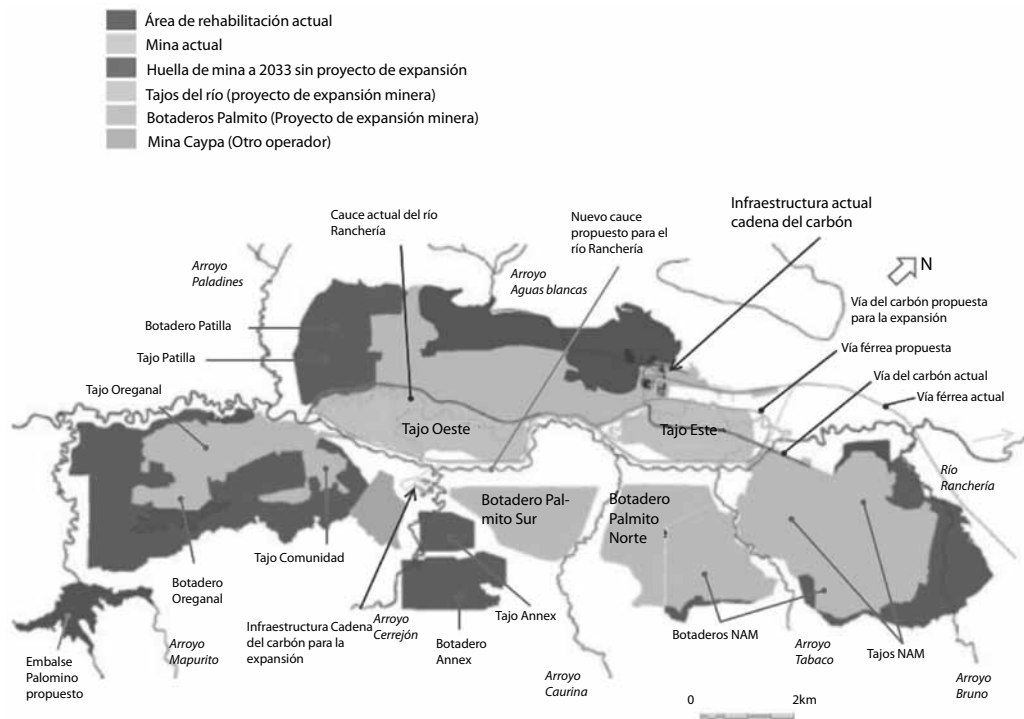 Área de rehabilitación actual
Mina actual
Huella de mina a 2033 sin proyecto de expansión
Tajos del río (proyecto de expansión minera)
Botaderos Palmito (Proyecto de expansión minera)
Mina Caypa (Otro operador)
Infraestructura actual
cadena del carbón
Cauce actual del río
Ranchería
Nuevo cauce
propuesto para el
río Ranchería
N
Arroyo
Paladines
Arroyo
Aguas blancas
Vía del carbón propuesta
para la expansión
Botadero Patilla
Vía férrea propuesta
Tajo Patilla
Vía del carbón actual
Tajo Oreganal
Vía férrea actual
Tajo Oeste
Tajo Este
Río
Ranchería
Botadero Pal-
mito Sur
Botadero
Palmito
Norte
Tajo Comunidad
Botadero
Oreganal
Tajo Annex
Infraestructura Cadena
del carbón para la
expansión
Arroyo
Cerrejón
Botadero
Annex
Botaderos NAM
Arroyo
Tabaco
Tajos NAM
Arroyo
Mapurito
Embalse
Palomino
propuesto
Arroyo
Caurina
Arroyo
Bruno
0 2km